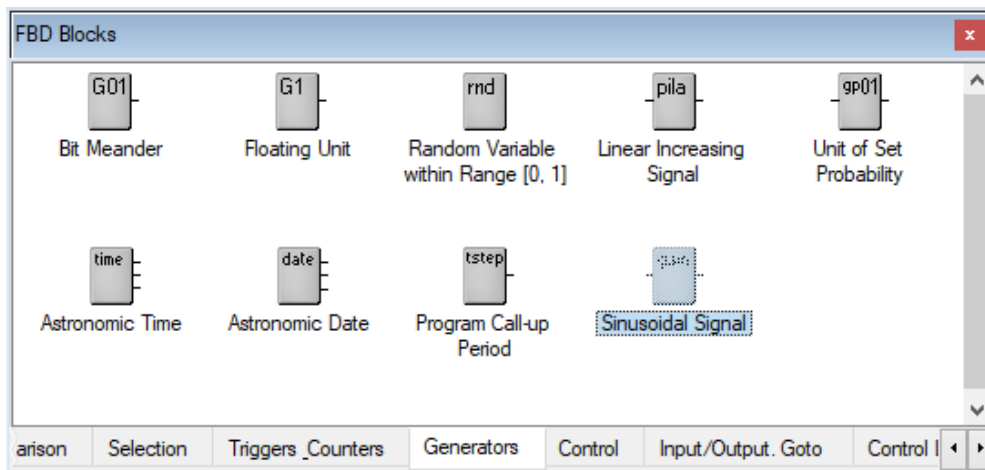 FBD Blocks
x
G01 G1 rnd pila gp01
Bit Meander Floating Unit Random Variable Linear Increasing Unit of Set
within Range [0, 1] Signal Probability
time date tstep
Astronomic Time Astronomic Date Program Call-up Sinusoidal Signal
Period
arison Selection Triggers_Counters Generators Control Input/Output. Goto Control I